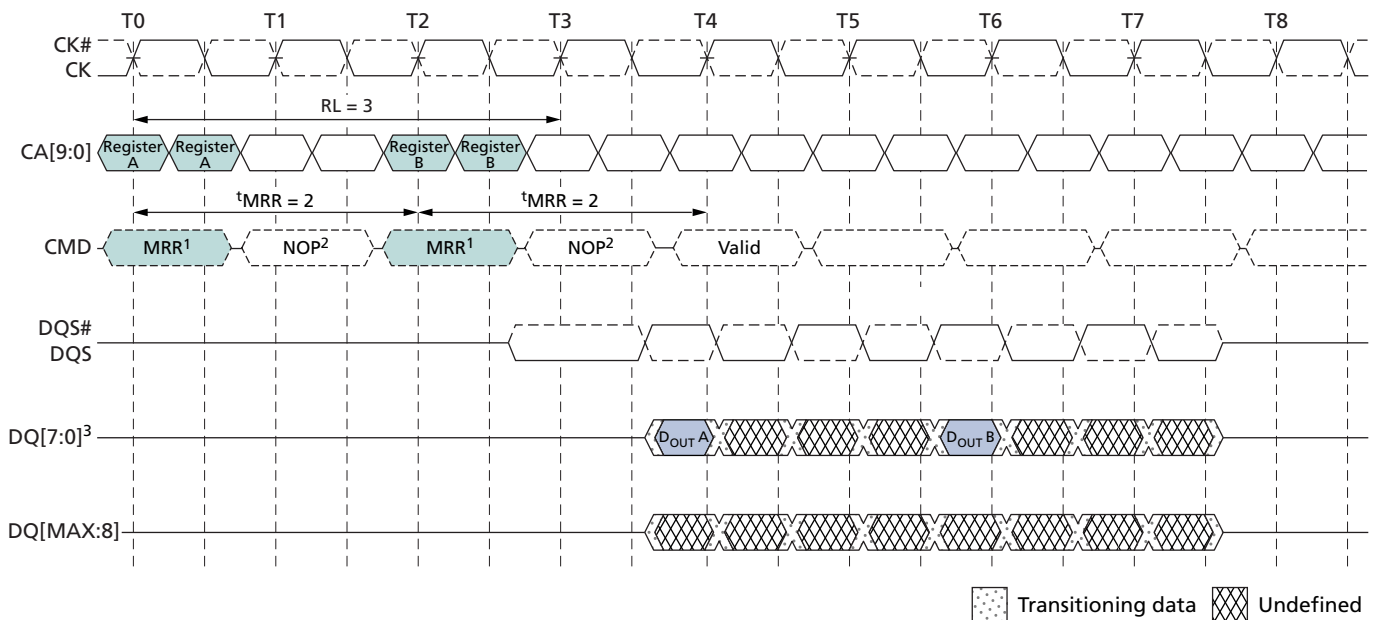 T0 T1 T2 T3 T4 T5 T6 T7 T8
CK#
CK
RL = 3
CA[9:0] Register A Register A Register B Register B
tMRR = 2 tMRR = 2
CMD MRR1 NOP2 MRR1 NOP2 Valid
DQS#
DQS
DQ[7:0]3 DOUT A DOUT B
DQ[MAX:8]
Transitioning data Undefined